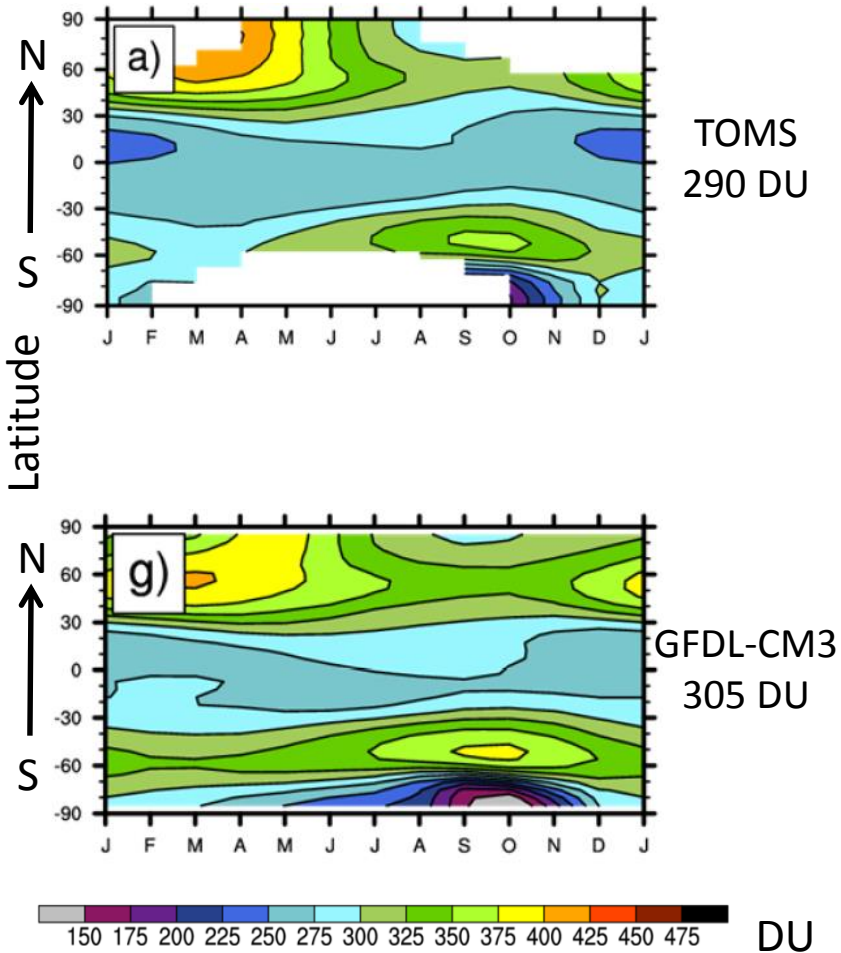 a)
N
S
90
60
30
0
-30
-60
-90
J F M A M J J A S O N D J
TOMS
290 DU
Latitude
g)
N
S
90
60
30
0
-30
-60
-90
J F M A M J J A S O N D J
GFDL-CM3
305 DU
150 175 200 225 250 275 300 325 350 375 400 425 450 475
DU